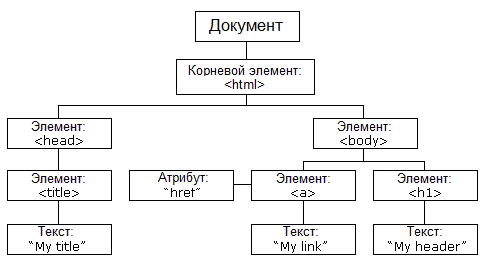 Документ
Корневой элемент:
<html>
Элемент:
<head>
Элемент:
<body>
Элемент:
<title>
Атрибут:
“hret”
Элемент:
<a>
Элемент:
<h1>
Текст:
“My title”
Текст:
“My link”
Текст:
“My header”